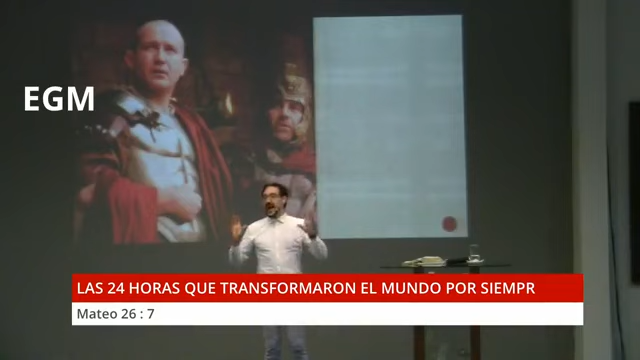 EGM
LAS 24 HORAS QUE TRANSFORMARON EL MUNDO POR SIEMPR
Mateo 26 : 7